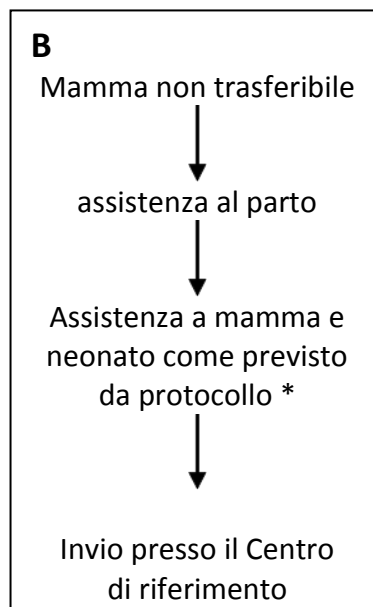 B
Mamma non trasferibile
assistenza al parto
Assistenza a mamma e
neonato come previsto
da protocollo *
Invio presso il Centro
di riferimento